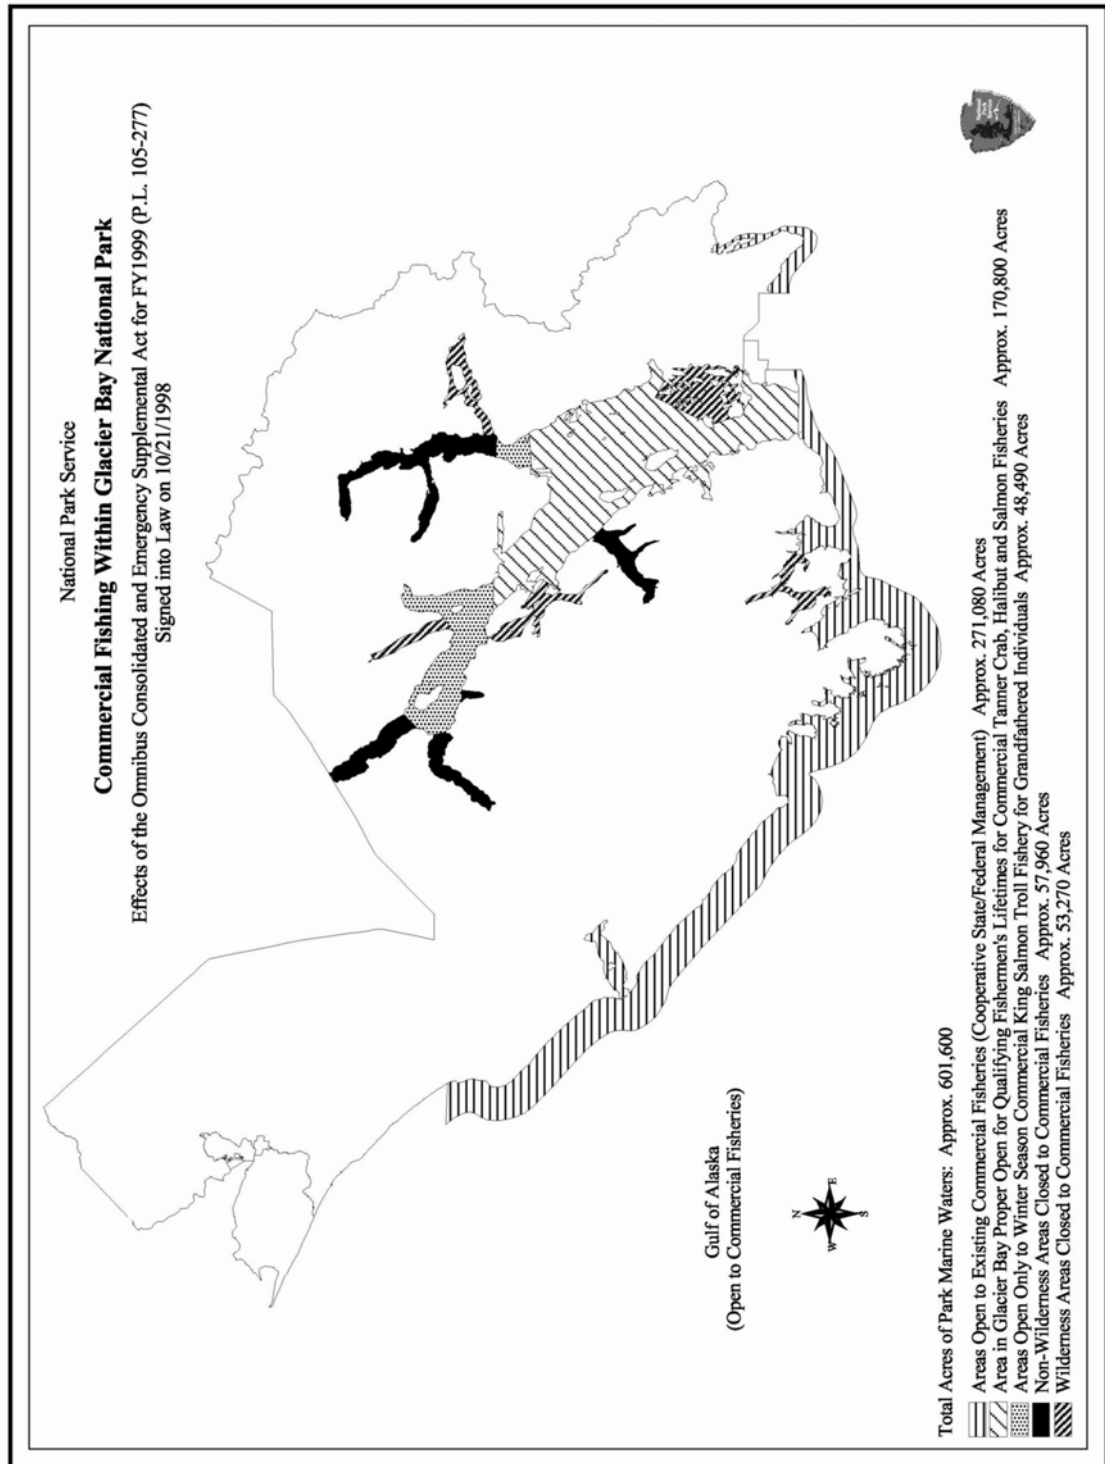 National Park Service
Commercial Fishing Within Glacier Bay National Park
Effects of the Omnibus Consolidated and Emergency Supplemental Act for FY1999 (P.L. 105-277)
Signed into Law on 10/21/1998
National
Park
Service
Gulf of Alaska
(Open to Commercial Fisheries)
N
W E
S
Total Acres of Park Marine Waters: Approx. 601,600
Areas Open to Existing Commercial Fisheries (Cooperative State/Federal Management) Approx. 271,080 Acres
Area in Glacier Bay Proper Open for Qualifying Fishermen's Lifetimes for Commercial Tanner Crab, Halibut and Salmon Fisheries Approx. 170,800 Acres
Areas Open Only to Winter Season Commercial King Salmon Troll Fishery for Grandfathered Individuals Approx. 48,490 Acres
Non-Wilderness Areas Closed to Commercial Fisheries Approx. 57,960 Acres
Wilderness Areas Closed to Commercial Fisheries Approx. 53,270 Acres